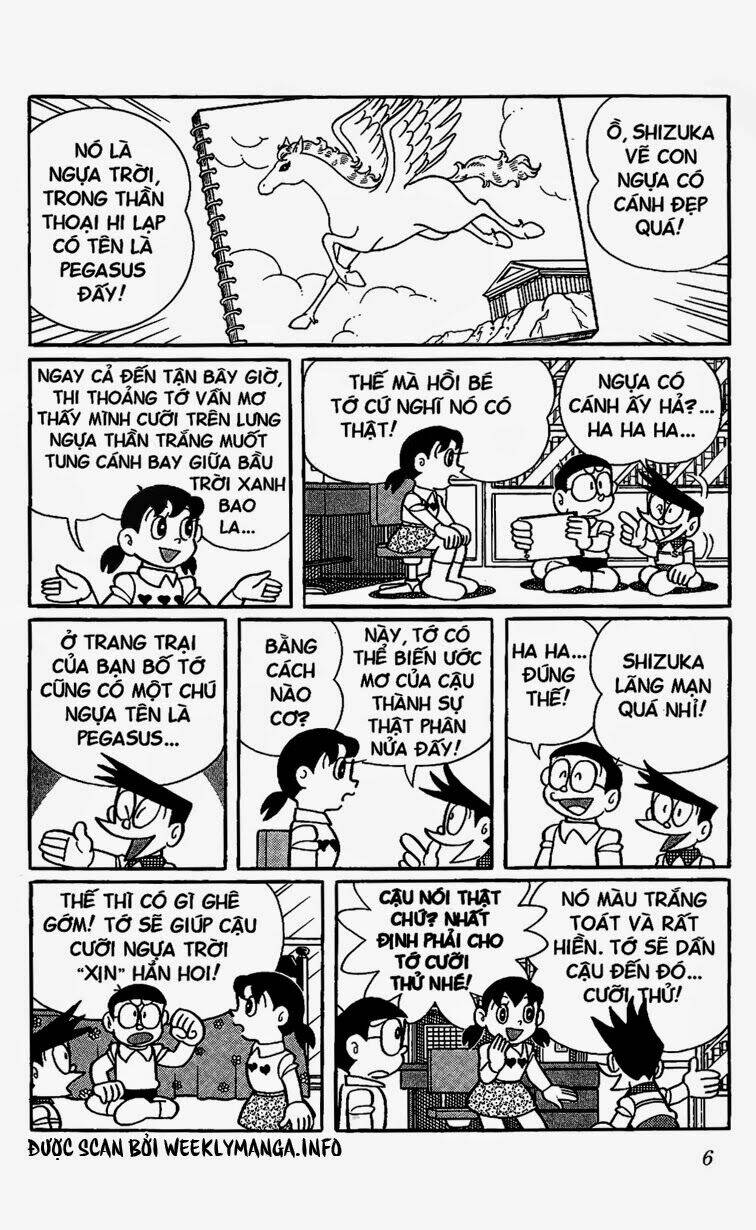 Ồ, SHIZUKA
VẼ CON
NGỰA CÓ
CÁNH ĐẸP
QUÁ!
NÓ LÀ
NGỰA TRỜI,
TRONG THẦN
THOẠI HI LẠP
CÓ TÊN LÀ
PEGASUS
ĐẤY!
NGỰA CÓ
CÁNH ẤY HẢ?...
HA HA HA...
THẾ MÀ HỒI BÉ
TỚ CỨ NGHĨ NÓ CÓ
THẬT!
NGAY CẢ ĐẾN TẬN BÂY GIỜ,
THI THOẢNG TỚ VẪN MƠ
THẤY MÌNH CƯỠI TRÊN LƯNG
NGỰA THẦN TRẮNG MUỐT
TUNG CÁNH BAY GIỮA BẦU
TRỜI XANH
BAO
LA...
SHIZUKA
LÃNG MẠN
QUÁ NHỈ!
HA HA...
ĐÚNG
THẾ!
NÀY, TỚ CÓ
THỂ BIẾN ƯỚC
MƠ CỦA CẬU
THÀNH SỰ
THẬT PHÂN
NỬA ĐẤY!
BẰNG
CÁCH
NÀO
CƠ?
Ở TRANG TRẠI
CỦA BẠN BỐ TỚ
CŨNG CÓ MỘT CHÚ
NGỰA TÊN LÀ
PEGASUS...
NÓ MÀU TRẮNG
TOÁT VÀ RẤT
HIỀN. TỚ SẼ DẪN
CẬU ĐẾN ĐÓ...
CƯỠI THỬ!
CẬU NÓI THẬT
CHỨ? NHẤT
ĐỊNH PHẢI CHO
TỚ CƯỠI
THỬ NHÉ!
THẾ THÌ CÓ GÌ GHÊ
GỚM! TỚ SẼ GIÚP CẬU
CƯỠI NGỰA TRỜI
"XỊN" HẲN HOI!
ĐƯỢC SCAN BỞI WEEKLYMANGA.INFO
6